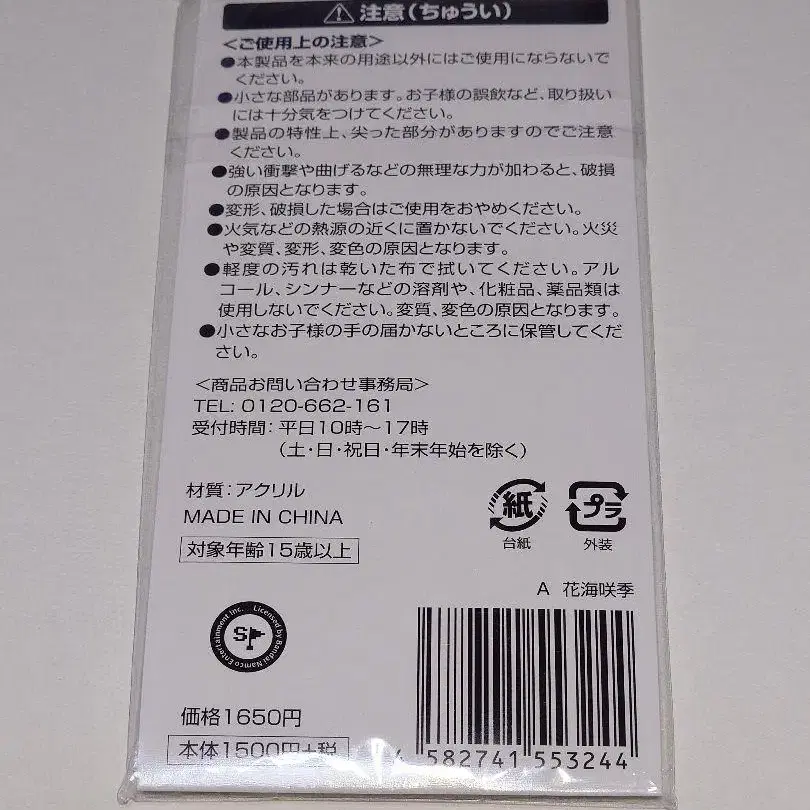 注意(ちゅうい)
<ご使用上の注意>
●本製品を本来の用途以外にはご使用にならないで
ください。
●小さな部品があります。お子様の誤飲など、取り扱い
には十分気をつけてください。
●製品の特性上、尖った部分がありますのでご注意
ください。
●強い衝撃や曲げるなどの無理な力が加わると、破損
の原因となります。
●変形、破損した場合はご使用をおやめください。
●火気などの熱源の近くに置かないでください。火災
や変質、変形、変色の原因となります。
●軽度の汚れは乾いた布で拭いてください。アル
コール、シンナーなどの溶剤や、化粧品、薬品類は
使用しないでください。変質、変色の原因となります。
●小さなお子様の手の届かないところに保管してくだ
さい。
<商品お問い合わせ事務局>
TEL: 0120-662-161
受付時間: 平日10時〜17時
(土・日・祝日・年末年始を除く)
材質:アクリル
MADE IN CHINA
対象年齢15歳以上
紙
台紙
プラ
外装
A 花海咲季
Licensed by Bandai Namco Entertainment Inc.
S
価格1650円
本体1500円+税
4 582741 553244